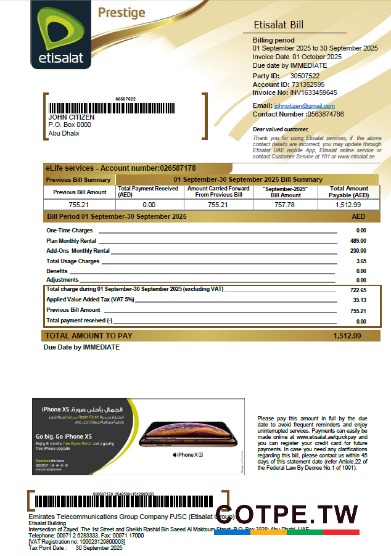 Prestige
etisalat
Etisalat Bill
Billing period
01 September 2025 to 30 September 2025
Invoice Date 01 October 2025
Due date by IMMEDIATE
Party ID: 30507522
Account ID: 731352595
Invoice No: INV1633459645
Email: johncitizen@gmail.com
Contact Number :0563874786
JOHN CITIZEN
P.O. Box 0000
Abu Dhabi
Dear valued customer,
Thank you for using Etisalat services, if the above
contact details are incorrect, you may update through
Etisalat UAE mobile App, Etisalat online service or
contact Customer Service at 101 or www.etisalat.ae
eLife services - Account number:026587178
Previous Bill Summary
01 September-30 September 2025 Bill Summary
Previous Bill Amount
Total Payment Received (AED)
Amount Carried Forward From Previous Bill
"September-2025" Bill Amount
Total Amount Payable (AED)
755.21 0.00 755.21 757.78 1,512.99
Bill Period 01 September-30 September 2025 AED
One-Time Charges 0.00
Plan Monthly Rental 489.00
Add-Ons Monthly Rental 230.00
Total Usage Charges 3.65
Benefits 0.00
Adjustments 0.00
Total charge during 01 September-30 September 2025 (excluding VAT) 722.65
Applied Value Added Tax (VAT 5%) 35.13
Previous Bill Amount 755.21
Total payment received (-) 0.00
TOTAL AMOUNT TO PAY 1,512.99
Due Date by IMMEDIATE
iPhone XS
Go big. Go iPhone XS
iPhone XS
Please pay this amount in full by the due
date to avoid frequent reminders and enjoy
uninterrupted services. Payments can easily be
made online at www.etisalat.ae/quickpay and
you can register your credit card for future
payments. In case you need any clarifications
regarding this bill, please contact us within 45
days of this statement date (refer Article.22 of
the Federal Law By Decree No.1 of 1991).
Emirates Telecommunications Group Company PJSC (Etisalat Group)
Etisalat Building
Intersection of Zayed, The 1st Street and Sheikh Rashid Bin Saeed Al Maktoum Street
Telephone: 00971 2 6283333, Fax: 00971
Tax Point Date : 30 September 2025
COTPE.TW